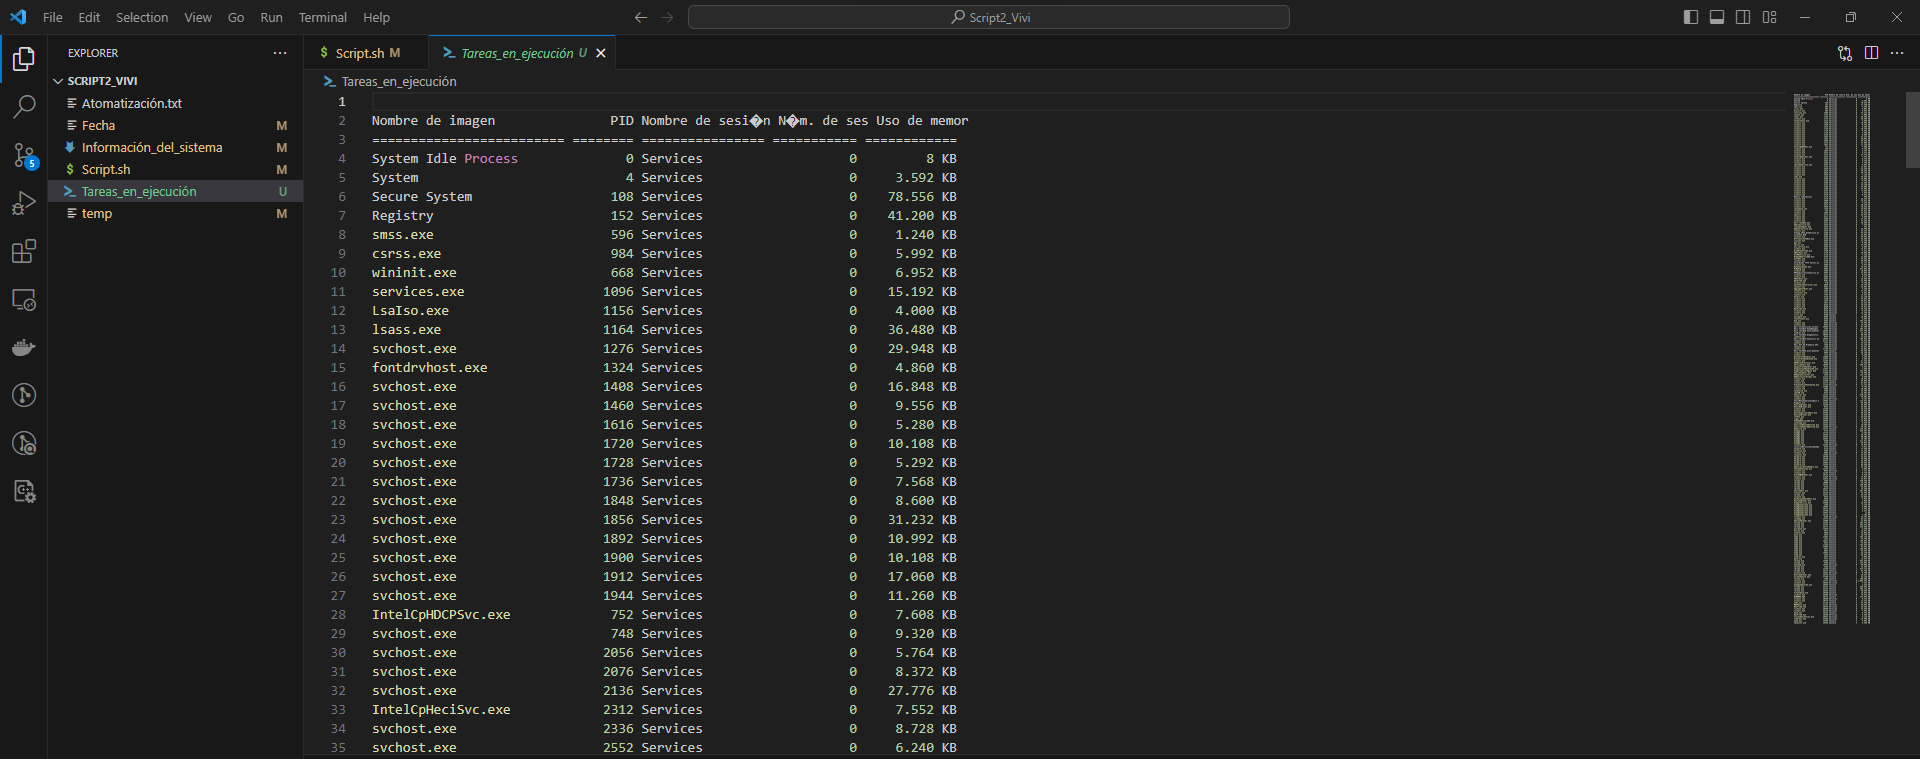 File Edit Selection View Go Run Terminal Help
Script2_Vivi
EXPLORER
SCRIPT2_VIVI
Atomatización.txt
Fecha M
Información_del_sistema M
$ Script.sh M
Tareas_en_ejecución U
temp M
5
$ Script.sh M
Tareas_en_ejecución U
Tareas_en_ejecución
1
2 Nombre de imagen PID Nombre de sesi�n N�m. de ses Uso de memor
3 ========================= ======== ================ =========== ============
4 System Idle Process 0 Services 0 8 KB
5 System 4 Services 0 3.592 KB
6 Secure System 108 Services 0 78.556 KB
7 Registry 152 Services 0 41.200 KB
8 smss.exe 596 Services 0 1.240 KB
9 csrss.exe 984 Services 0 5.992 KB
10 wininit.exe 668 Services 0 6.952 KB
11 services.exe 1096 Services 0 15.192 KB
12 LsaIso.exe 1156 Services 0 4.000 KB
13 lsass.exe 1164 Services 0 36.480 KB
14 svchost.exe 1276 Services 0 29.948 KB
15 fontdrvhost.exe 1324 Services 0 4.860 KB
16 svchost.exe 1408 Services 0 16.848 KB
17 svchost.exe 1460 Services 0 9.556 KB
18 svchost.exe 1616 Services 0 5.280 KB
19 svchost.exe 1720 Services 0 10.108 KB
20 svchost.exe 1728 Services 0 5.292 KB
21 svchost.exe 1736 Services 0 7.568 KB
22 svchost.exe 1848 Services 0 8.600 KB
23 svchost.exe 1856 Services 0 31.232 KB
24 svchost.exe 1892 Services 0 10.992 KB
25 svchost.exe 1900 Services 0 10.108 KB
26 svchost.exe 1912 Services 0 17.060 KB
27 svchost.exe 1944 Services 0 11.260 KB
28 IntelCpHDCPSvc.exe 752 Services 0 7.608 KB
29 svchost.exe 748 Services 0 9.320 KB
30 svchost.exe 2056 Services 0 5.764 KB
31 svchost.exe 2076 Services 0 8.372 KB
32 svchost.exe 2136 Services 0 27.776 KB
33 IntelCpHeciSvc.exe 2312 Services 0 7.552 KB
34 svchost.exe 2336 Services 0 8.728 KB
35 svchost.exe 2552 Services 0 6.240 KB